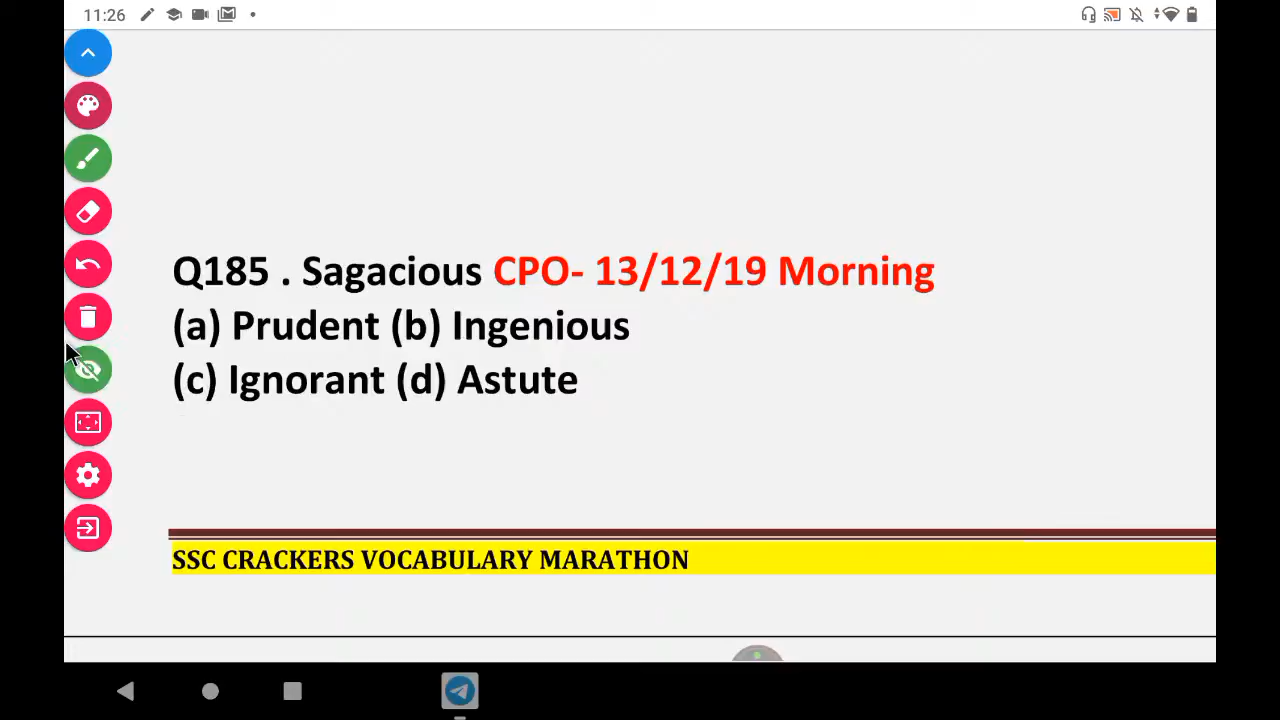 11:26
Q185 . Sagacious CPO- 13/12/19 Morning
(a) Prudent (b) Ingenious
(c) Ignorant (d) Astute
SSC CRACKERS VOCABULARY MARATHON